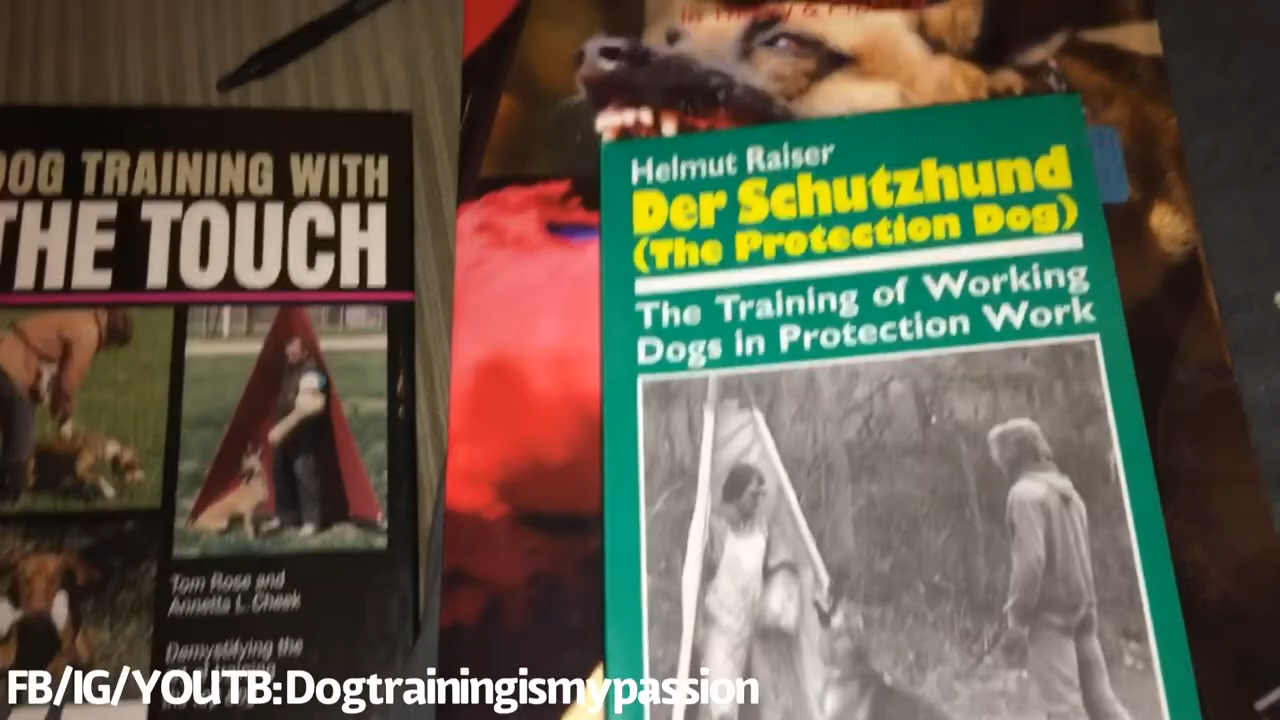 DOG TRAINING WITH
THE TOUCH
Tom Rose and
Annetta L. Cheek
Demystifying the
Helmut Raiser
Der Schutzhund
(The Protection Dog)
The Training of Working
Dogs in Protection Work
FB/IG/YOUTB:Dogtrainingismypassion